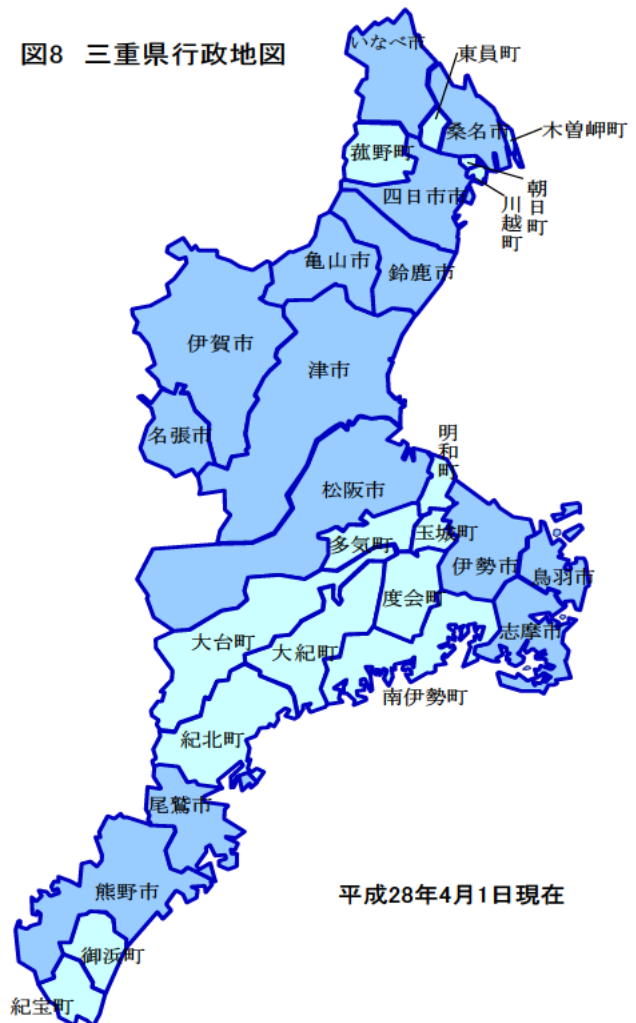 図8 三重県行政地図
いなべ市
東員町
桑名市
木曽岬町
菰野町
朝日町
川越町
四日市市
亀山市
鈴鹿市
伊賀市
津市
名張市
明和町
松阪市
多気町
玉城町
伊勢市
鳥羽市
度会町
志摩市
大台町
大紀町
南伊勢町
紀北町
尾鷲市
熊野市
平成28年4月1日現在
御浜町
紀宝町